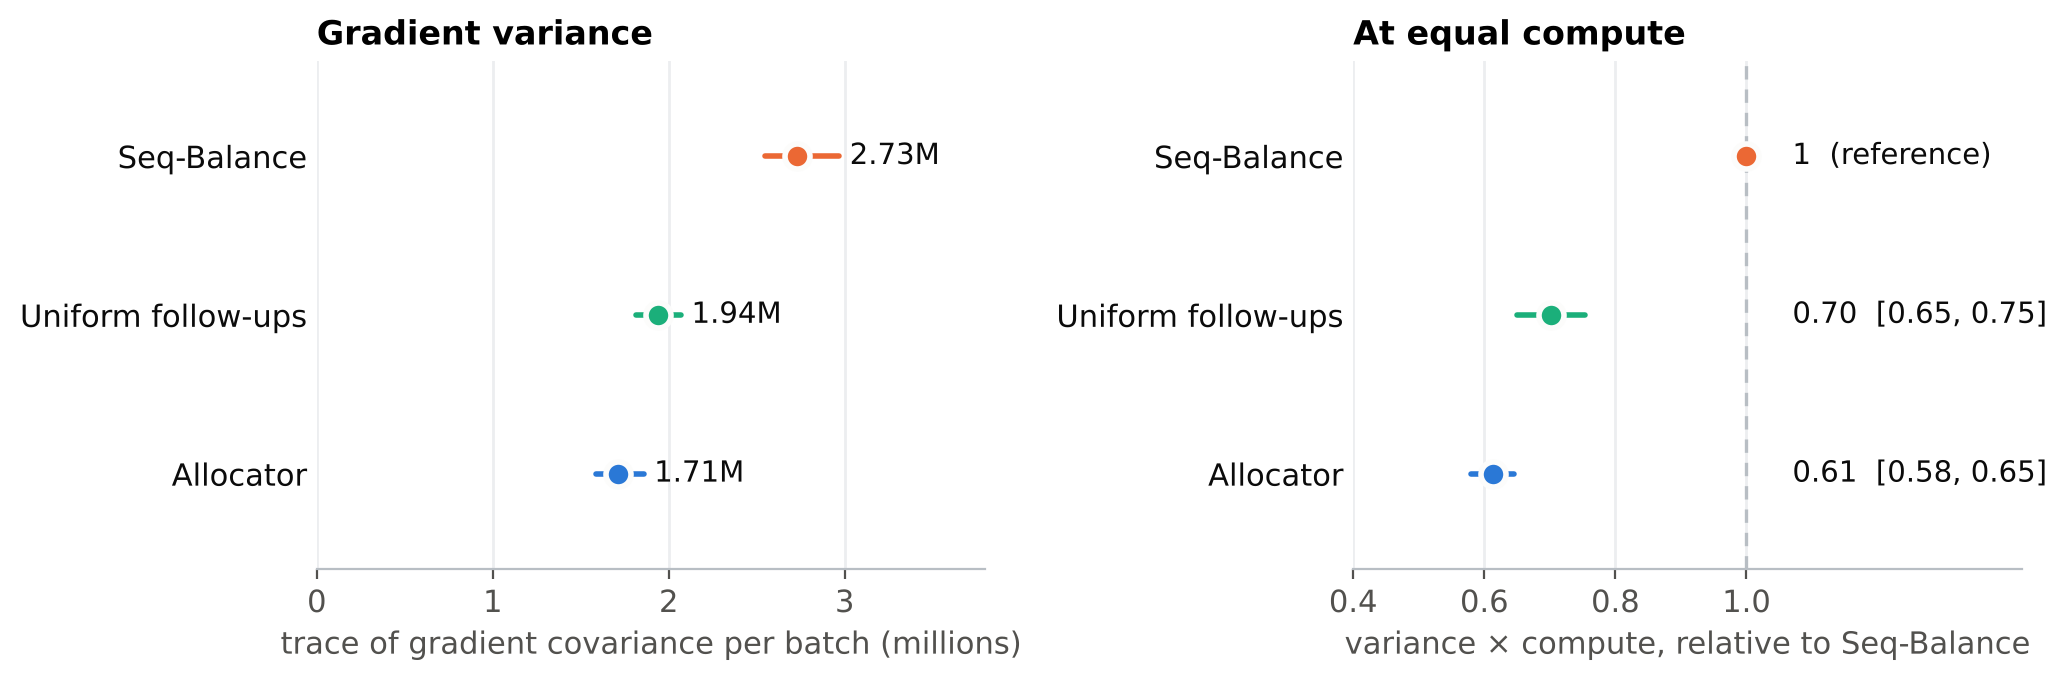 Gradient variance
Seq-Balance
2.73M
Uniform follow-ups
1.94M
Allocator
1.71M
0 1 2 3
trace of gradient covariance per batch (millions)
At equal compute
Seq-Balance
1 (reference)
Uniform follow-ups
0.70 [0.65, 0.75]
Allocator
0.61 [0.58, 0.65]
0.4 0.6 0.8 1.0
variance × compute, relative to Seq-Balance